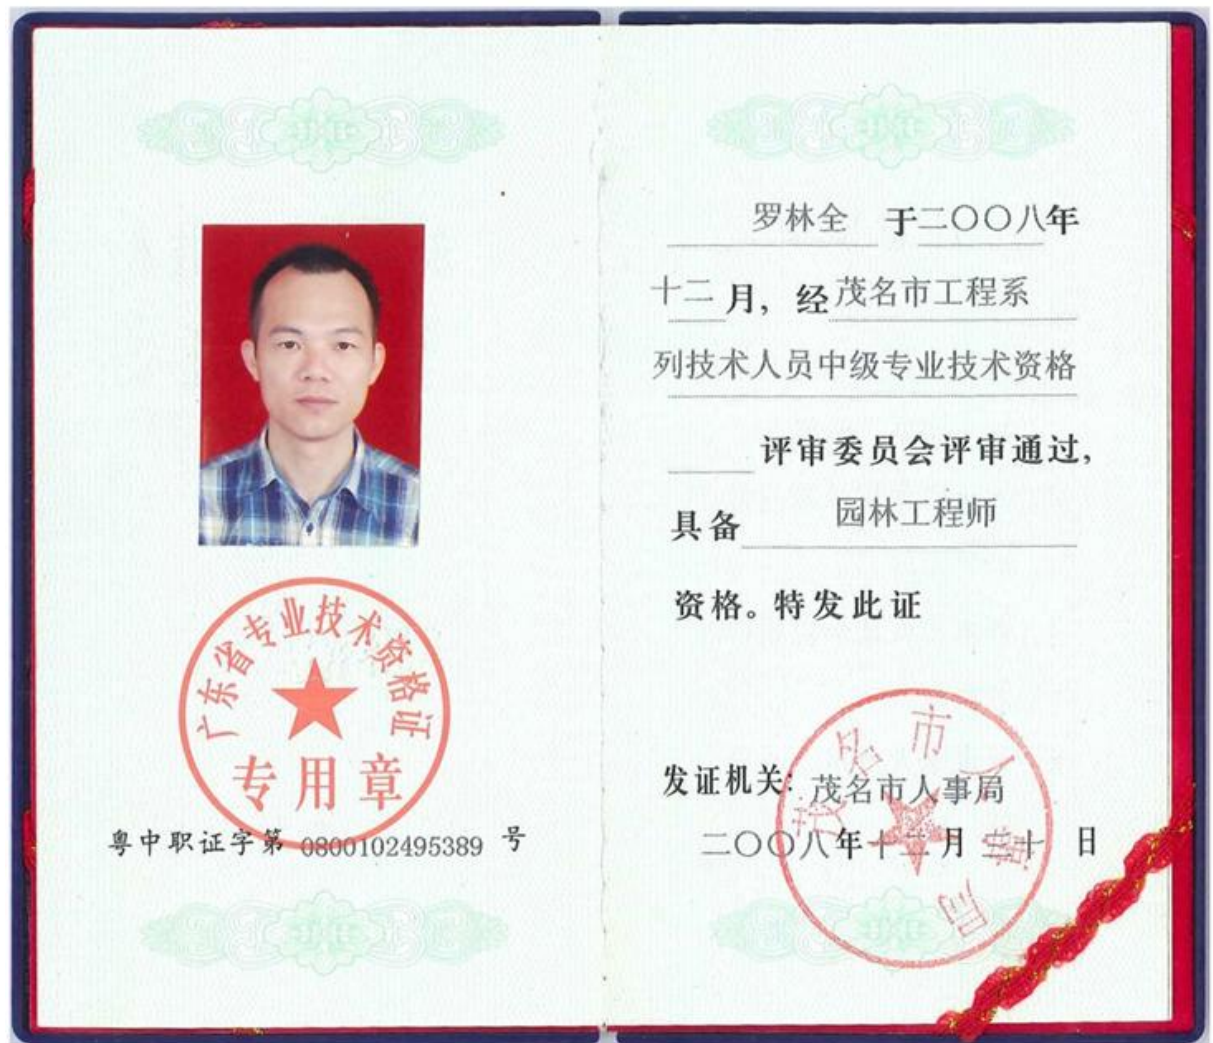 广东省专业技术资格证
专用章
粤中职证字第 0800102495389 号
罗林全 于二〇〇八年
十二月，经茂名市工程系
列技术人员中级专业技术资格
评审委员会评审通过，
具备 园林工程师
资格。特发此证
茂名市人事局
发证机关：茂名市人事局
二〇〇八年十二月二十日